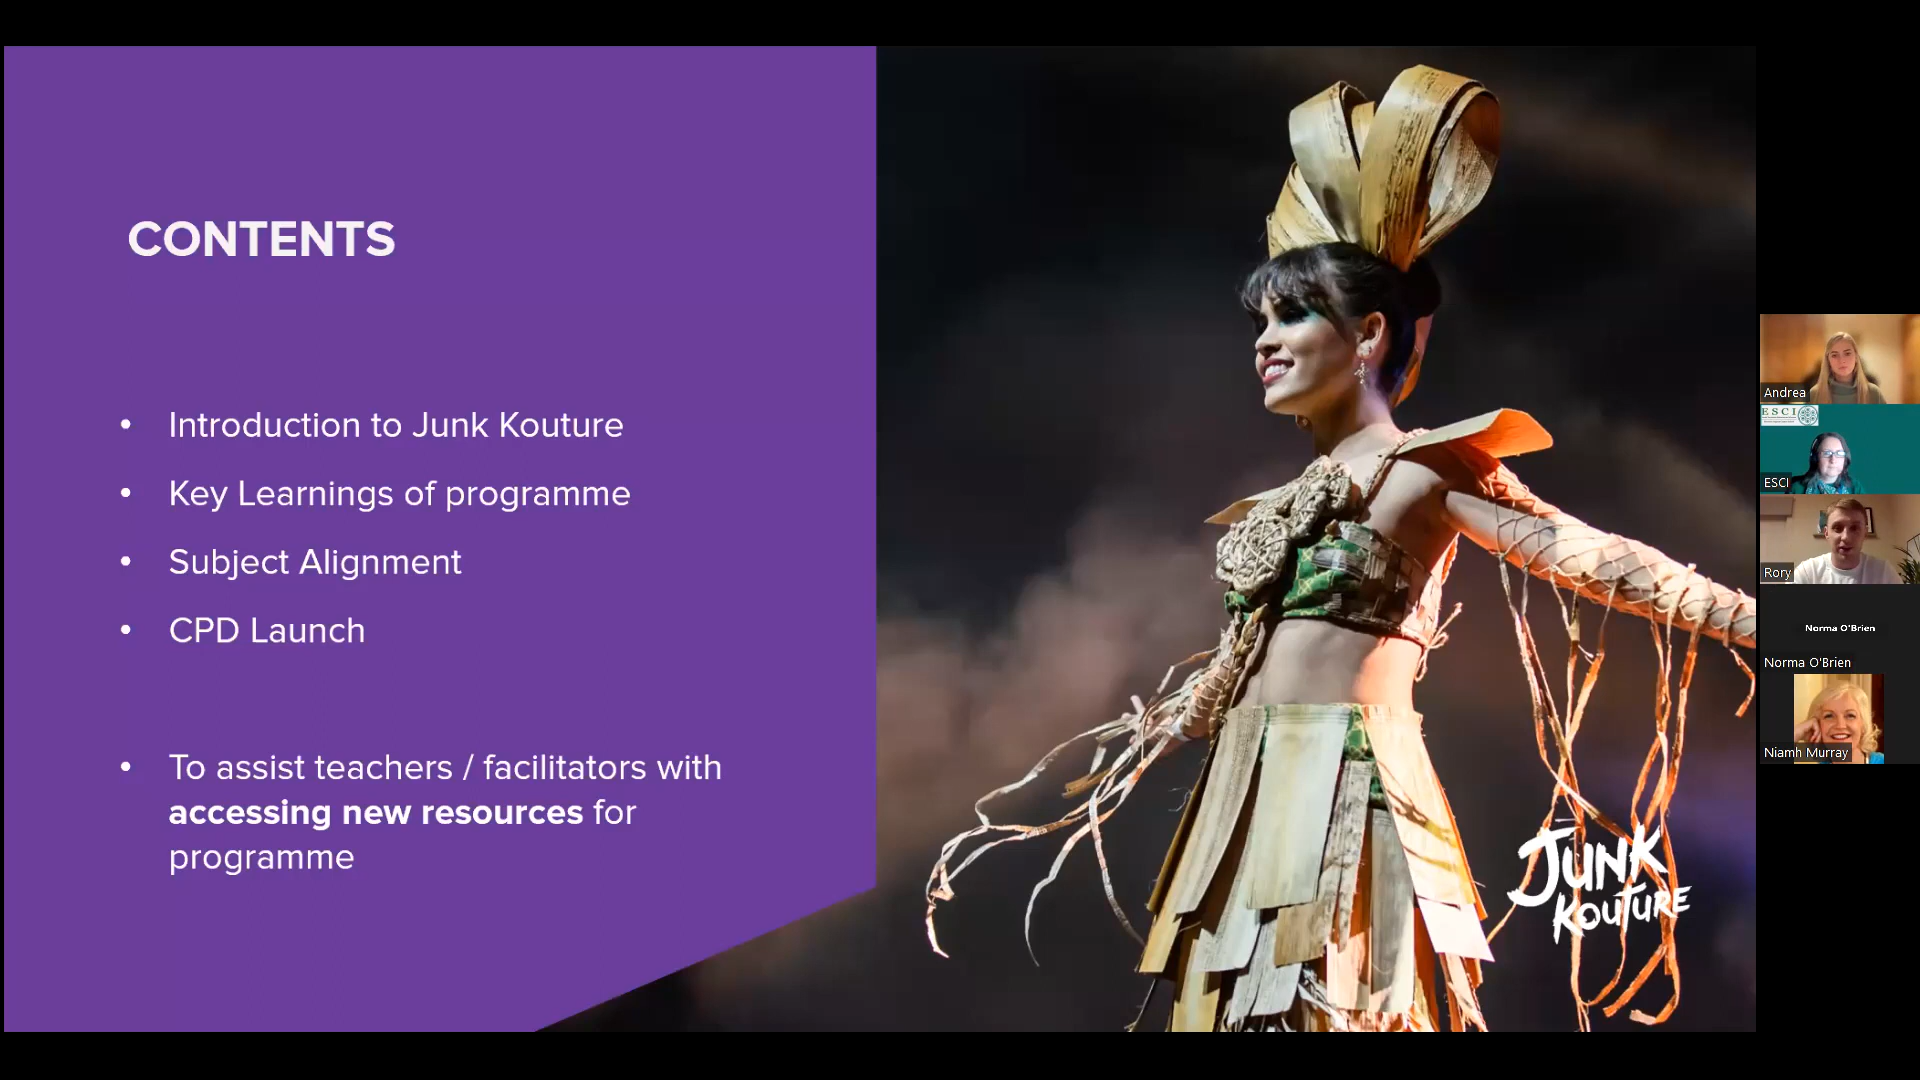 CONTENTS
• Introduction to Junk Kouture
• Key Learnings of programme
• Subject Alignment
• CPD Launch
• To assist teachers / facilitators with
accessing new resources for
programme
JUNK
KOUTURE
Andrea
ESCI
ESCI
Rory
Norma O'Brien
Norma O'Brien
Niamh Murray